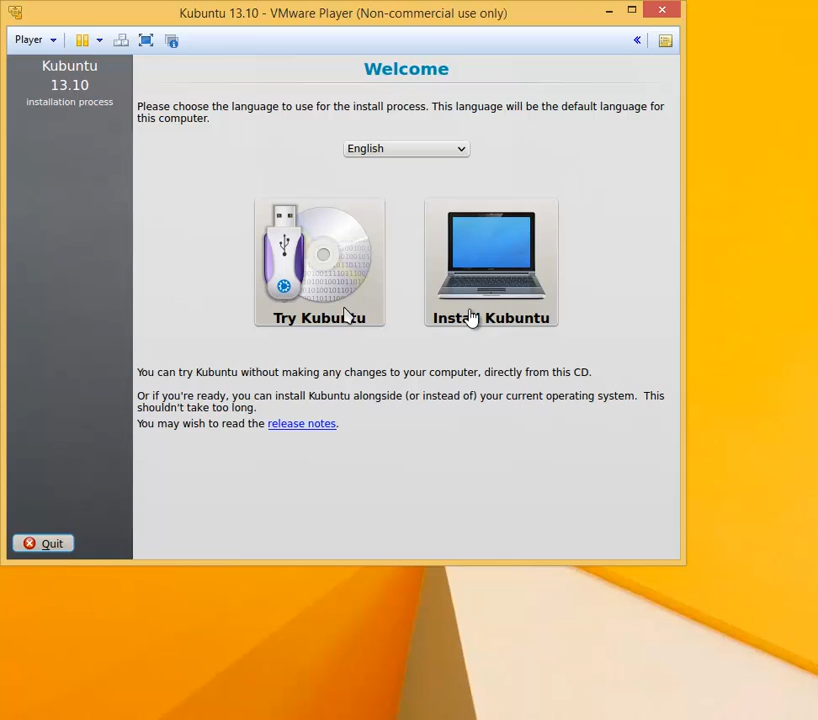 Kubuntu 13.10 - VMware Player (Non-commercial use only)
Player
Kubuntu
13.10
installation process
Welcome
Please choose the language to use for the install process. This language will be the default language for
this computer.
English
Try Kubuntu
Install Kubuntu
You can try Kubuntu without making any changes to your computer, directly from this CD.
Or if you're ready, you can install Kubuntu alongside (or instead of) your current operating system. This
shouldn't take too long.
You may wish to read the release notes.
Quit